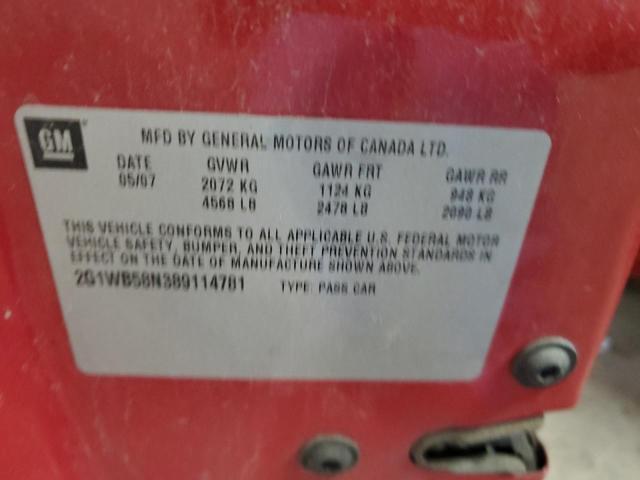 GM
MFD BY GENERAL MOTORS OF CANADA LTD.
DATE GVWR GAWR FRT GAWR RR
05/07 2072 KG 1124 KG 948 KG
4568 LB 2478 LB 2090 LB
THIS VEHICLE CONFORMS TO ALL APPLICABLE U.S. FEDERAL MOTOR
VEHICLE SAFETY, BUMPER, AND THEFT PREVENTION STANDARDS IN
EFFECT ON THE DATE OF MANUFACTURE SHOWN ABOVE.
2G1WB58N389114781 TYPE: PASS CAR